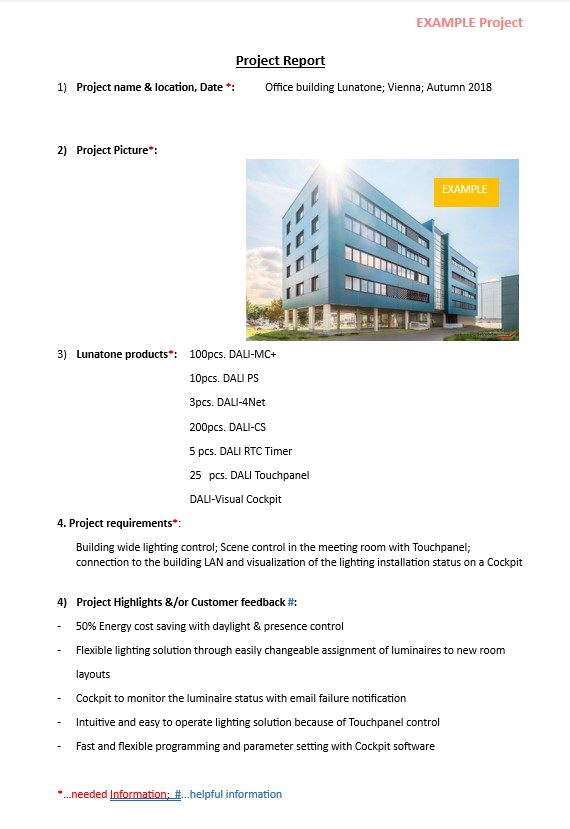 EXAMPLE Project
Project Report
1) Project name & location, Date *: Office building Lunatone; Vienna; Autumn 2018
2) Project Picture*:
EXAMPLE
3) Lunatone products*: 100pcs. DALI-MC+
10pcs. DALI PS
3pcs. DALI-4Net
200pcs. DALI-CS
5 pcs. DALI RTC Timer
25 pcs. DALI Touchpanel
DALI-Visual Cockpit
4. Project requirements*:
Building wide lighting control; Scene control in the meeting room with Touchpanel;
connection to the building LAN and visualization of the lighting installation status on a Cockpit
4) Project Highlights &/or Customer feedback #:
- 50% Energy cost saving with daylight & presence control
- Flexible lighting solution through easily changeable assignment of luminaires to new room
layouts
- Cockpit to monitor the luminaire status with email failure notification
- Intuitive and easy to operate lighting solution because of Touchpanel control
- Fast and flexible programming and parameter setting with Cockpit software
*...needed Information; #...helpful information